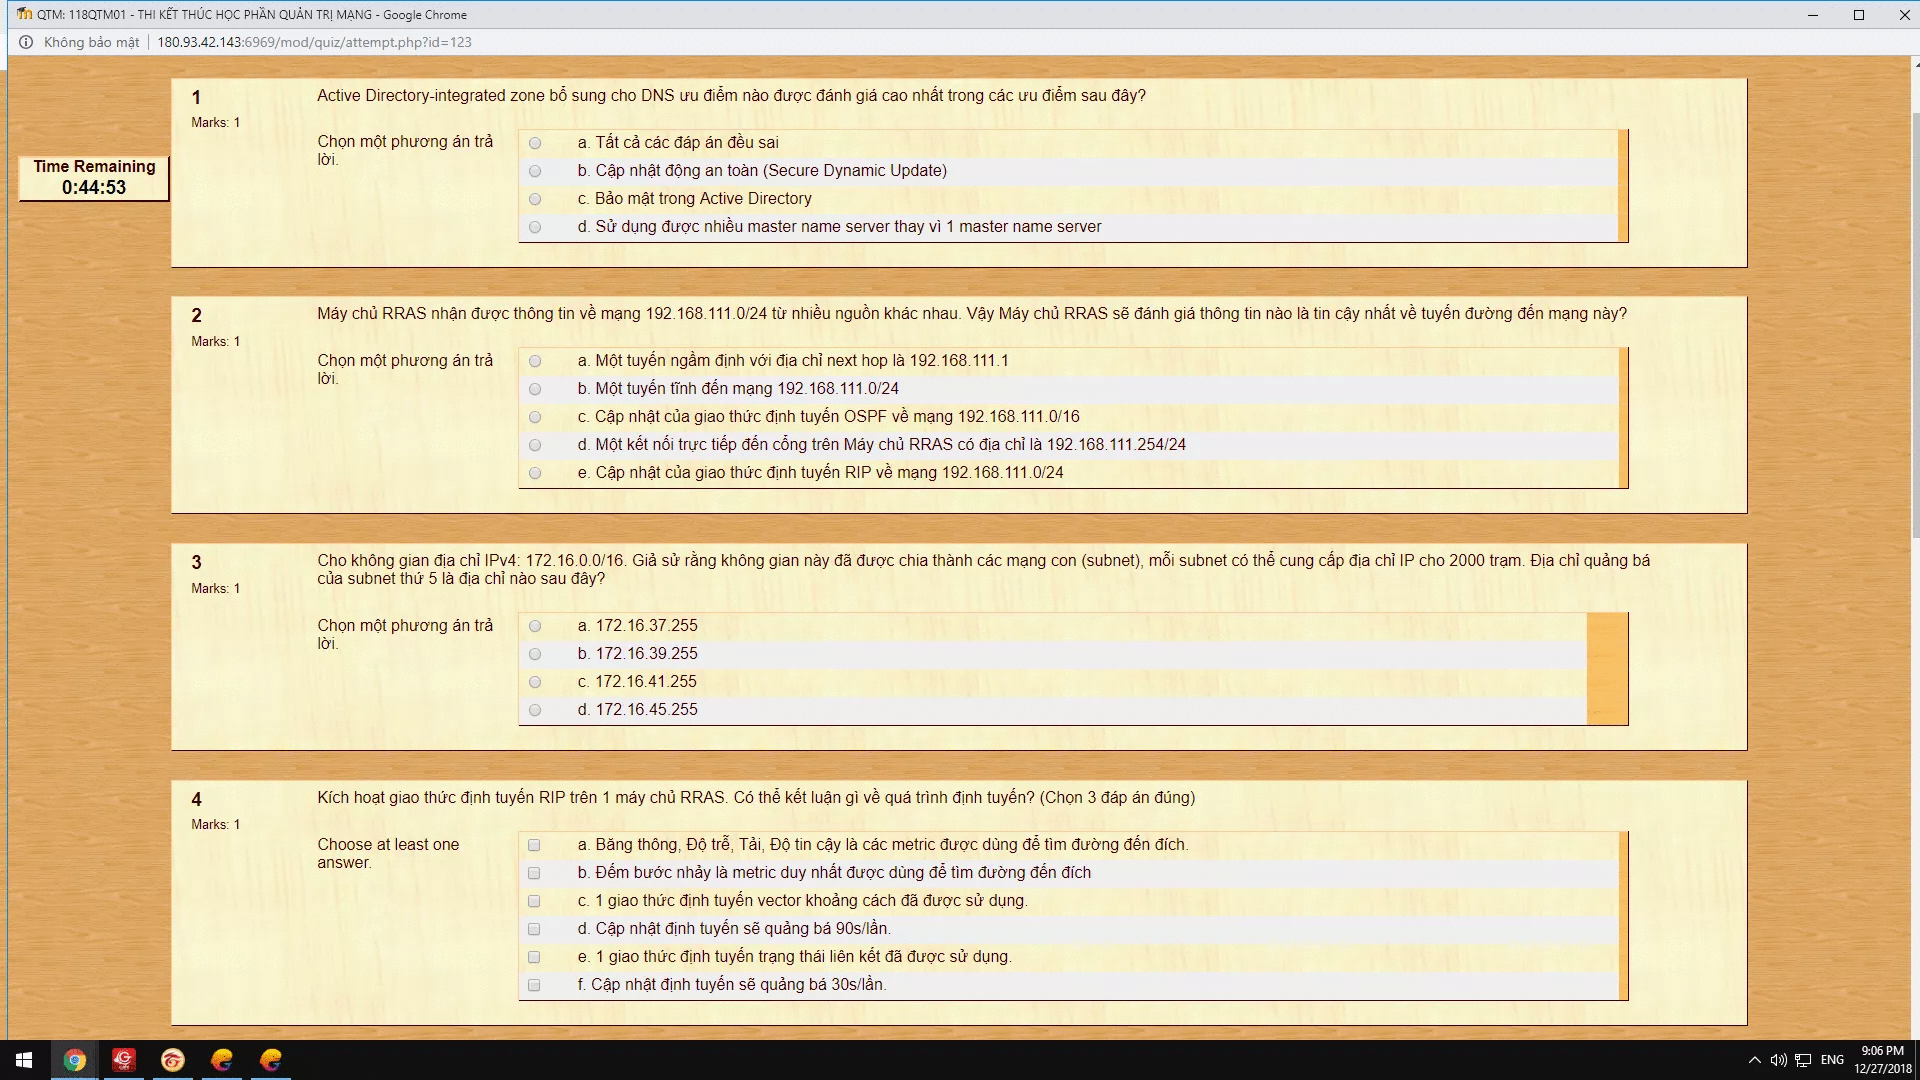 QTM: 118QTM01 - THI KẾT THÚC HỌC PHẦN QUẢN TRỊ MẠNG - Google Chrome
Không bảo mật | 180.93.42.143:6969/mod/quiz/attempt.php?id=123
Time Remaining
0:44:53
1
Marks: 1
Active Directory-integrated zone bổ sung cho DNS ưu điểm nào được đánh giá cao nhất trong các ưu điểm sau đây?
Chọn một phương án trả
lời.
a. Tất cả các đáp án đều sai
b. Cập nhật động an toàn (Secure Dynamic Update)
c. Bảo mật trong Active Directory
d. Sử dụng được nhiều master name server thay vì 1 master name server
2
Marks: 1
Máy chủ RRAS nhận được thông tin về mạng 192.168.111.0/24 từ nhiều nguồn khác nhau. Vậy Máy chủ RRAS sẽ đánh giá thông tin nào là tin cậy nhất về tuyến đường đến mạng này?
Chọn một phương án trả
lời.
a. Một tuyến ngầm định với địa chỉ next hop là 192.168.111.1
b. Một tuyến tĩnh đến mạng 192.168.111.0/24
c. Cập nhật của giao thức định tuyến OSPF về mạng 192.168.111.0/16
d. Một kết nối trực tiếp đến cổng trên Máy chủ RRAS có địa chỉ là 192.168.111.254/24
e. Cập nhật của giao thức định tuyến RIP về mạng 192.168.111.0/24
3
Marks: 1
Cho không gian địa chỉ IPv4: 172.16.0.0/16. Giả sử rằng không gian này đã được chia thành các mạng con (subnet), mỗi subnet có thể cung cấp địa chỉ IP cho 2000 trạm. Địa chỉ quảng bá
của subnet thứ 5 là địa chỉ nào sau đây?
Chọn một phương án trả
lời.
a. 172.16.37.255
b. 172.16.39.255
c. 172.16.41.255
d. 172.16.45.255
4
Marks: 1
Kích hoạt giao thức định tuyến RIP trên 1 máy chủ RRAS. Có thể kết luận gì về quá trình định tuyến? (Chọn 3 đáp án đúng)
Choose at least one
answer.
a. Băng thông, Độ trễ, Tải, Độ tin cậy là các metric được dùng để tìm đường đến đích.
b. Đếm bước nhảy là metric duy nhất được dùng để tìm đường đến đích
c. 1 giao thức định tuyến vector khoảng cách đã được sử dụng.
d. Cập nhật định tuyến sẽ quảng bá 90s/lần.
e. 1 giao thức định tuyến trạng thái liên kết đã được sử dụng.
f. Cập nhật định tuyến sẽ quảng bá 30s/lần.
ENG
9:06 PM
12/27/2018